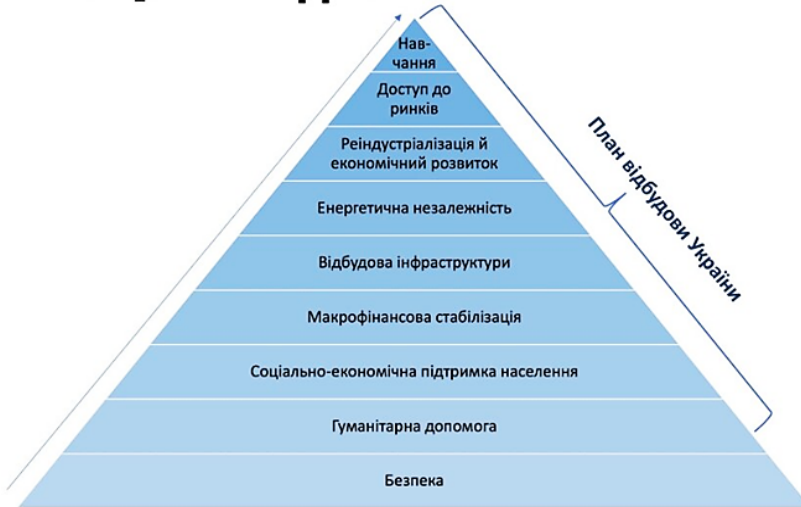 Нав-
чання
Доступ до
ринків
Реіндустріалізація й
економічний розвиток
Енергетична незалежність
Відбудова інфраструктури
Макрофінансова стабілізація
Соціально-економічна підтримка населення
Гуманітарна допомога
Безпека
План відбудови України